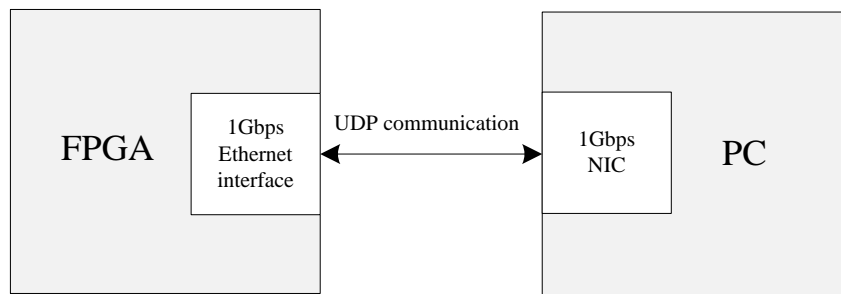 FPGA
1Gbps
Ethernet
interface
UDP communication
1Gbps
NIC
PC